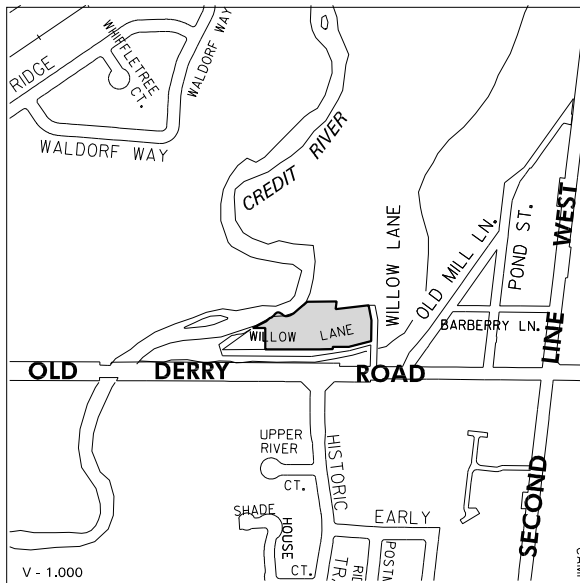 WHIFFLETREE
CT.
WALDORF WAY
RIDGE
WALDORF WAY
CREDIT RIVER
WILLOW LANE
OLD MILL LN.
POND ST.
WEST
WILLOW LANE
BARBERRY LN.
LINE
OLD DERRY ROAD
UPPER
RIVER
CT.
HISTORIC
SHADE
HOUSE
CT.
EARLY
SECOND
V - 1.000